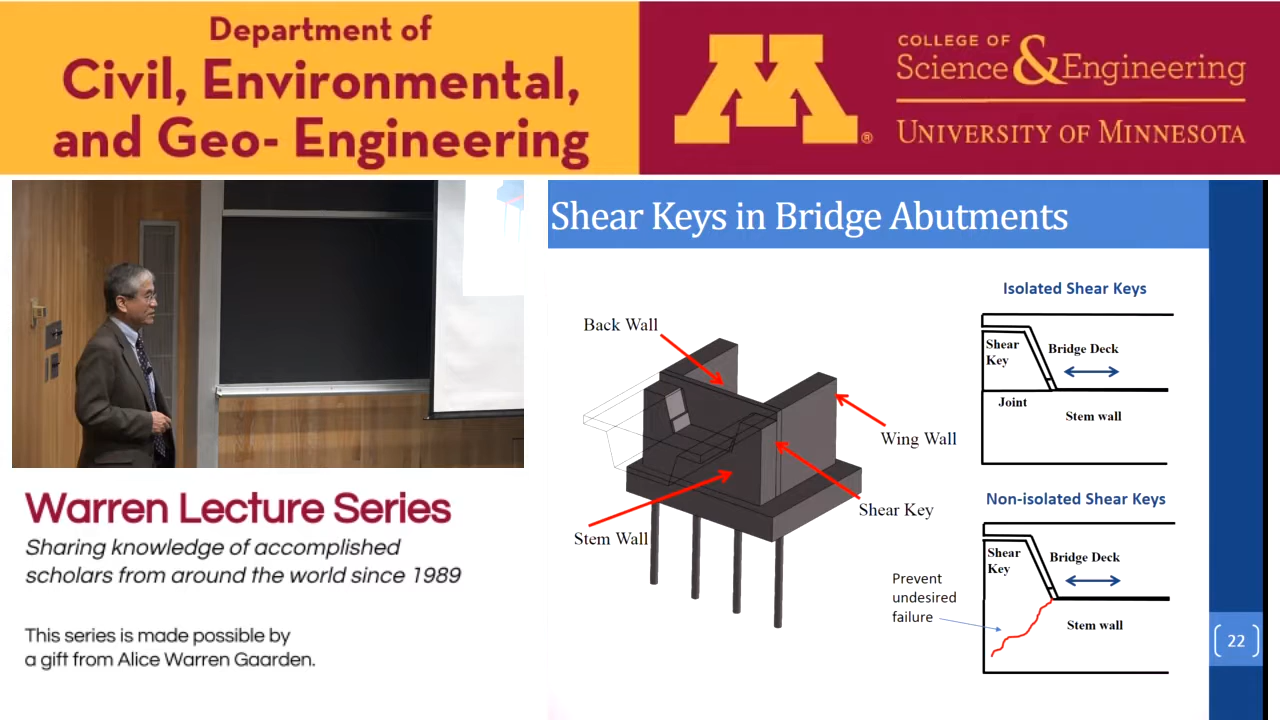 Department of
Civil, Environmental,
and Geo- Engineering
M®
COLLEGE OF
Science & Engineering
UNIVERSITY OF MINNESOTA
Warren Lecture Series
Sharing knowledge of accomplished
scholars from around the world since 1989
This series is made possible by
a gift from Alice Warren Gaarden.
Shear Keys in Bridge Abutments
Back Wall
Wing Wall
Shear Key
Stem Wall
Isolated Shear Keys
Shear
Key
Bridge Deck
Joint
Stem wall
Non-isolated Shear Keys
Shear
Key
Bridge Deck
Prevent
undesired
failure
Stem wall
22